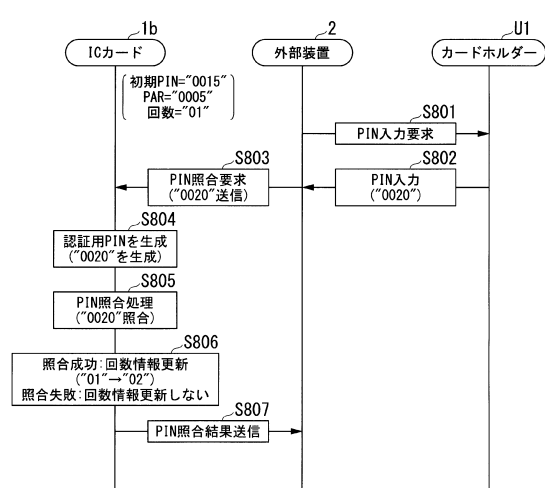 1b
2
U1
ICカード
外部装置
カードホルダー
初期PIN="0015"
PAR="0005"
回数="01"
S801
PIN入力要求
S802
PIN入力
("0020")
S803
PIN照合要求
("0020"送信)
S804
認証用PINを生成
("0020"を生成)
S805
PIN照合処理
("0020"照合)
S806
照合成功:回数情報更新
("01"→"02")
照合失敗:回数情報更新しない
S807
PIN照合結果送信